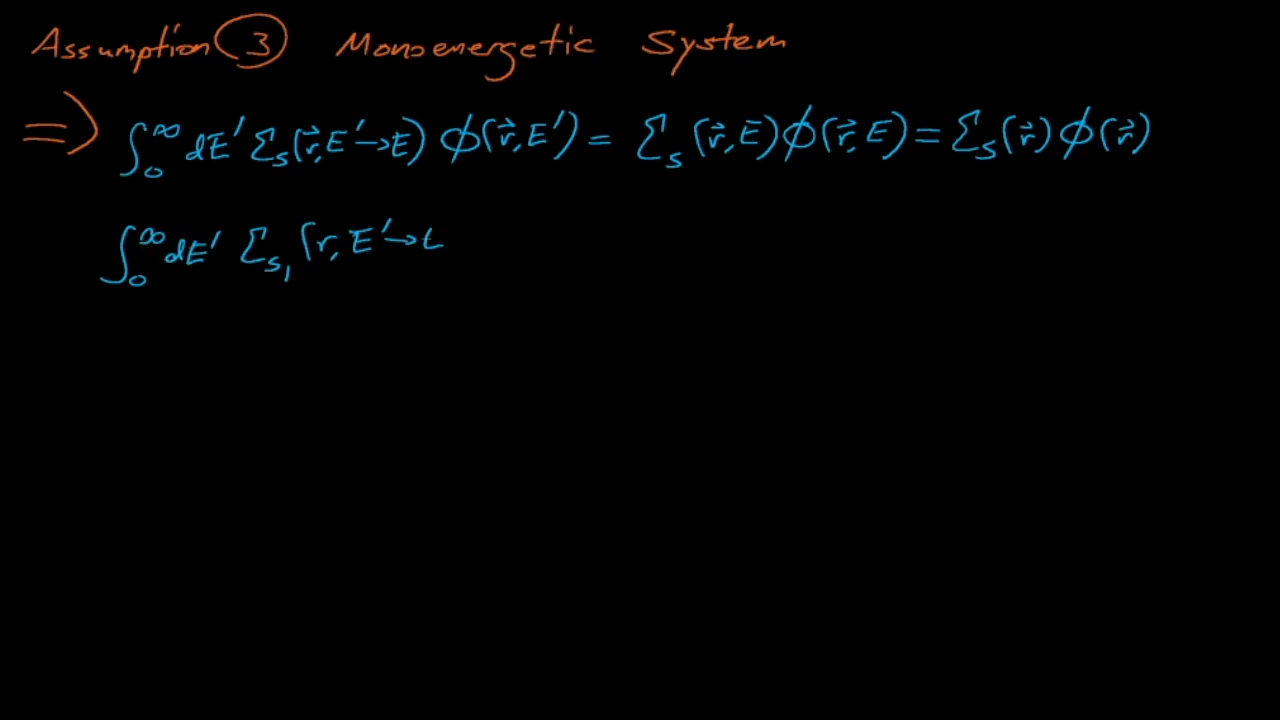 Assumption ③ Monoenergetic System
⇒ ∫₀^∞ dE' Σₛ(r⃗, E'→E) ϕ(r⃗, E') = Σₛ(r⃗, E)ϕ(r⃗, E) = Σₛ(r⃗) ϕ(r⃗)
∫₀^∞ dE' Σₛ₁(r, E'→t